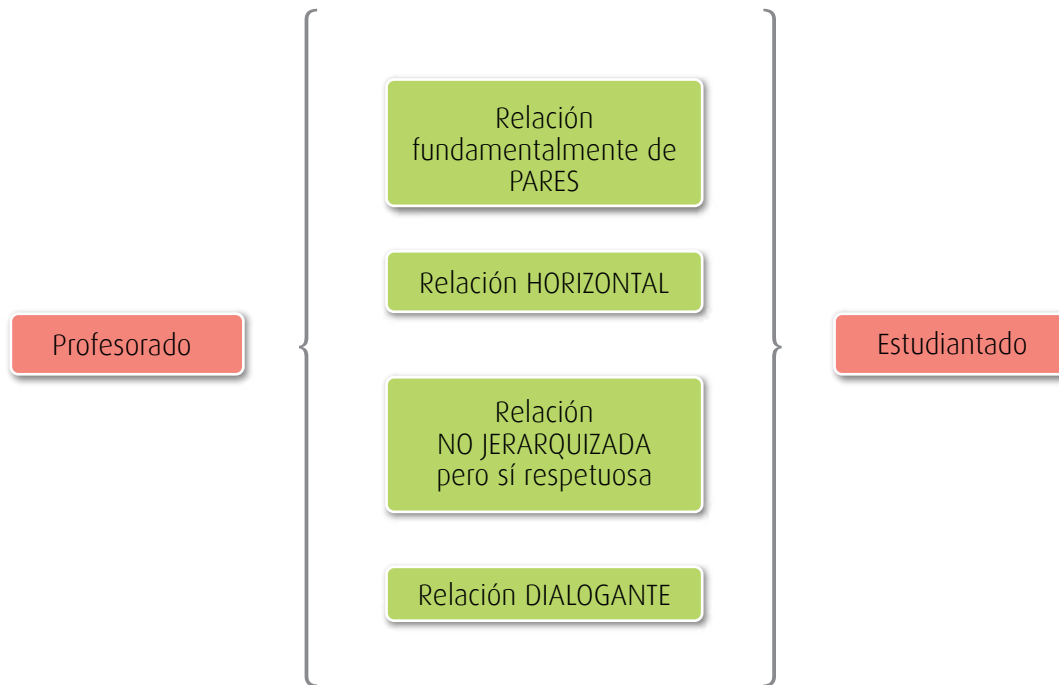 Profesorado
Relación
fundamentalmente de
PARES
Relación HORIZONTAL
Relación
NO JERARQUIZADA
pero sí respetuosa
Relación DIALOGANTE
Estudiantado